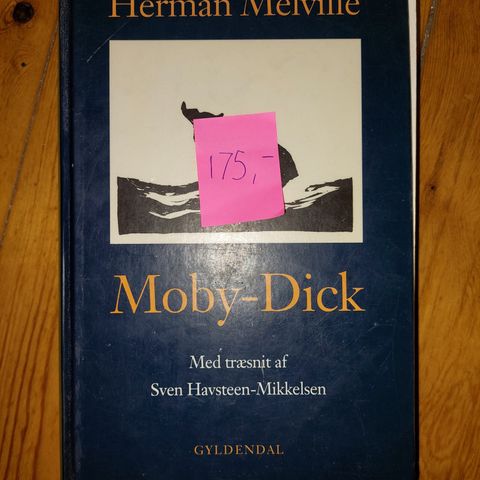 Herman Melville
175,-
Moby-Dick
Med træsnit af
Sven Havsteen-Mikkelsen
GYLDENDAL